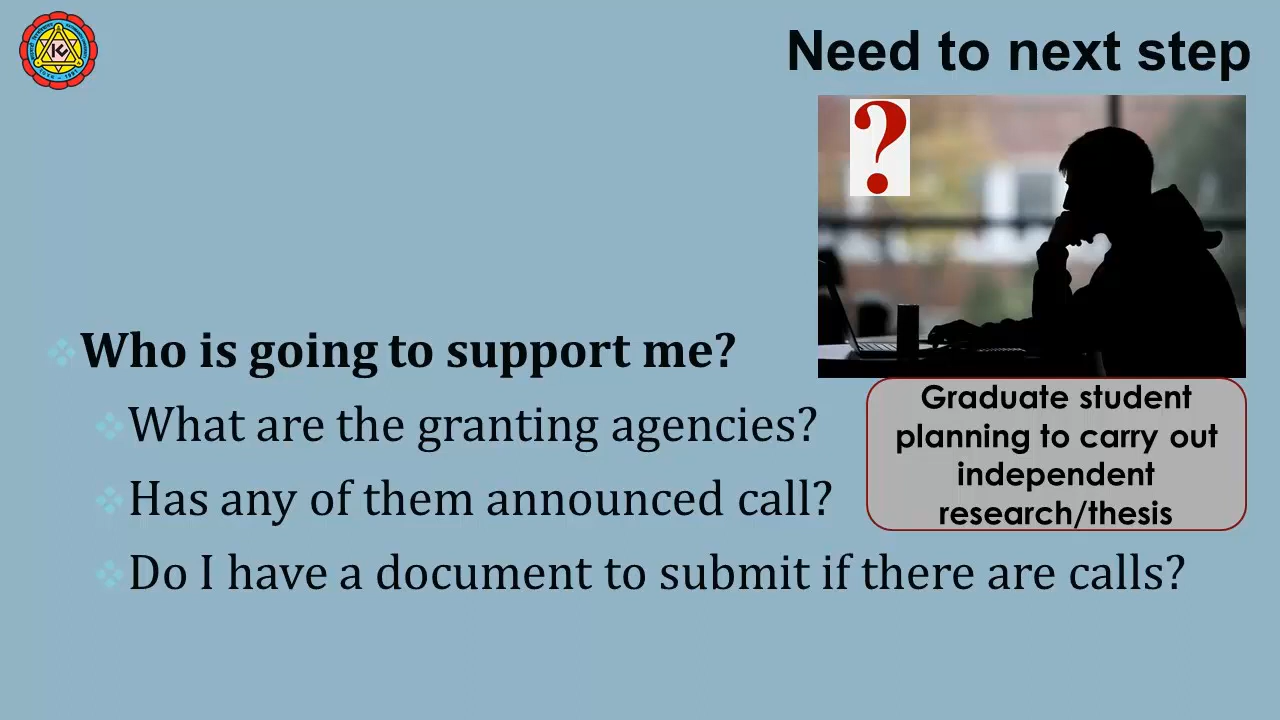 Need to next step
?
Who is going to support me?
What are the granting agencies?
Has any of them announced call?
Do I have a document to submit if there are calls?
Graduate student
planning to carry out
independent
research/thesis